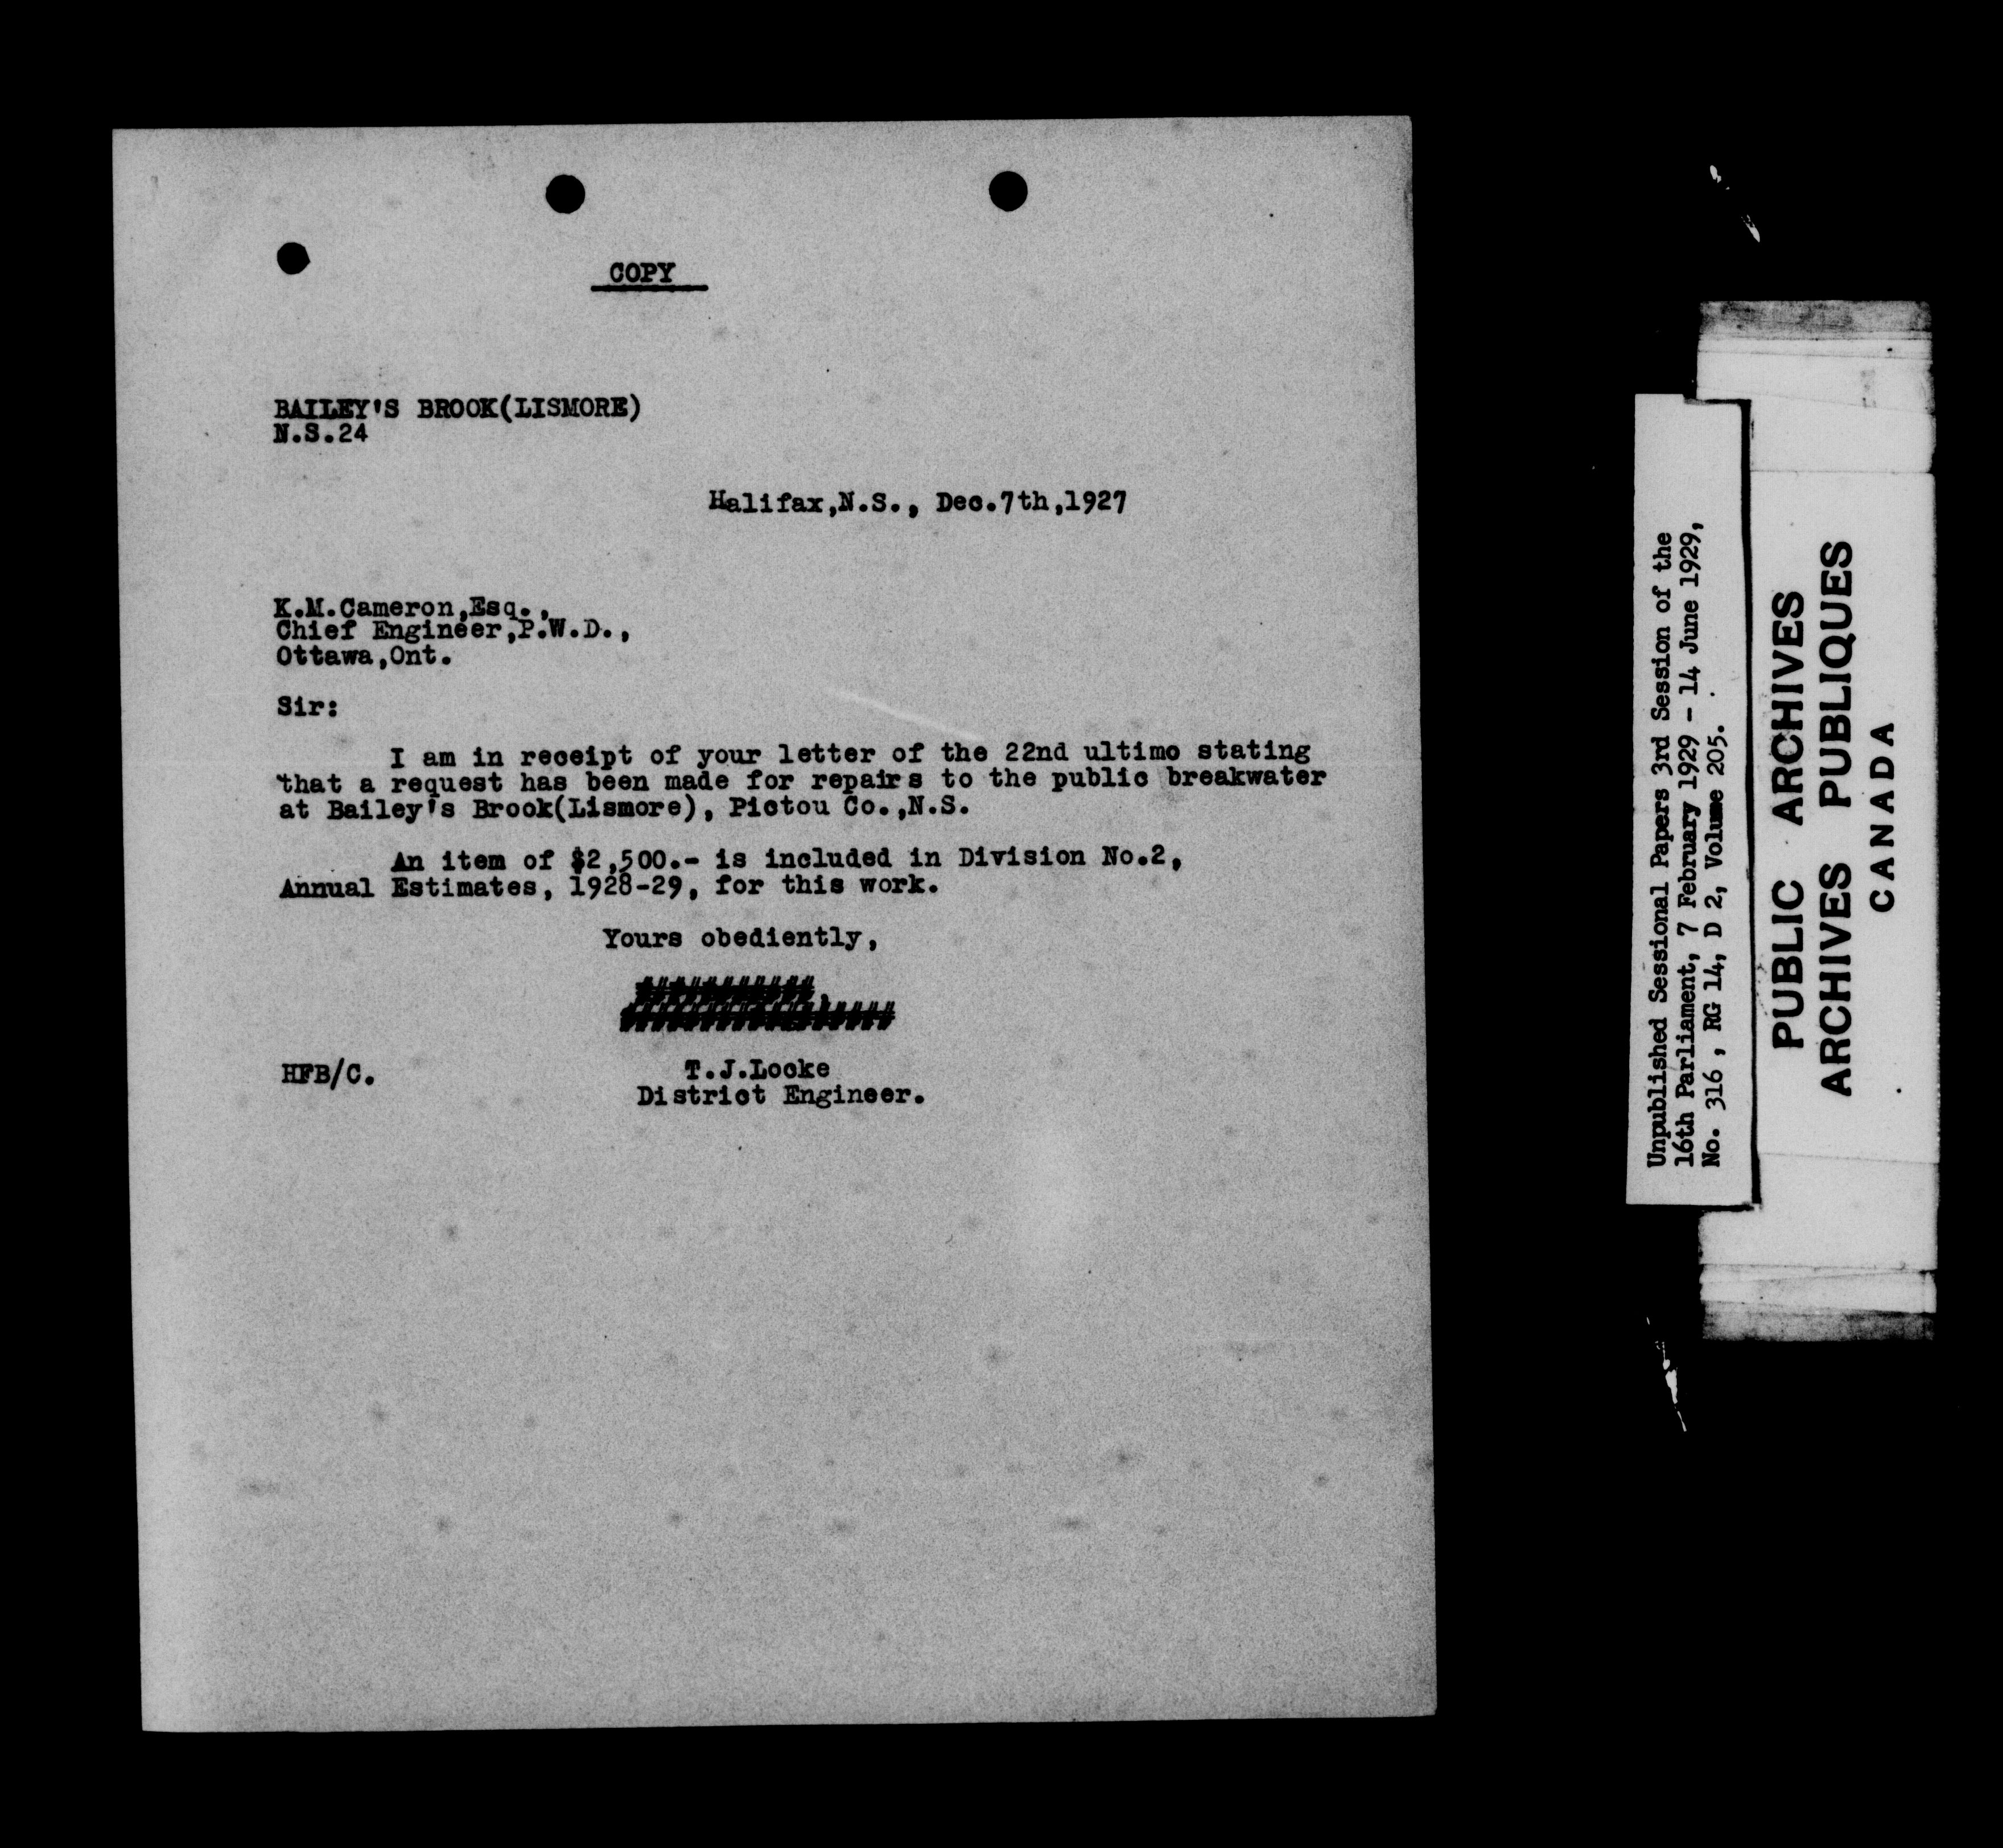 COPY
BAILEY'S BROOK(LISMORE)
N.S.24
Halifax,N.S., Dec.7th,1927
K.M.Cameron,Esq.,
Chief Engineer,P.W.D.,
Ottawa,Ont.
Sir:
I am in receipt of your letter of the 22nd ultimo stating
that a request has been made for repairs to the public breakwater
at Bailey's Brook(Lismore), Pictou Co.,N.S.
An item of $2,500.- is included in Division No.2,
Annual Estimates, 1928-29, for this work.
Yours obediently,
HFB/C.
T.J.Locke
District Engineer.
Unpublished Sessional Papers 3rd Session of the
16th Parliament, 7 February 1929 - 14 June 1929,
No. 316 , RG 14, D 2, Volume 205.
PUBLIC ARCHIVES
ARCHIVES PUBLIQUES
CANADA